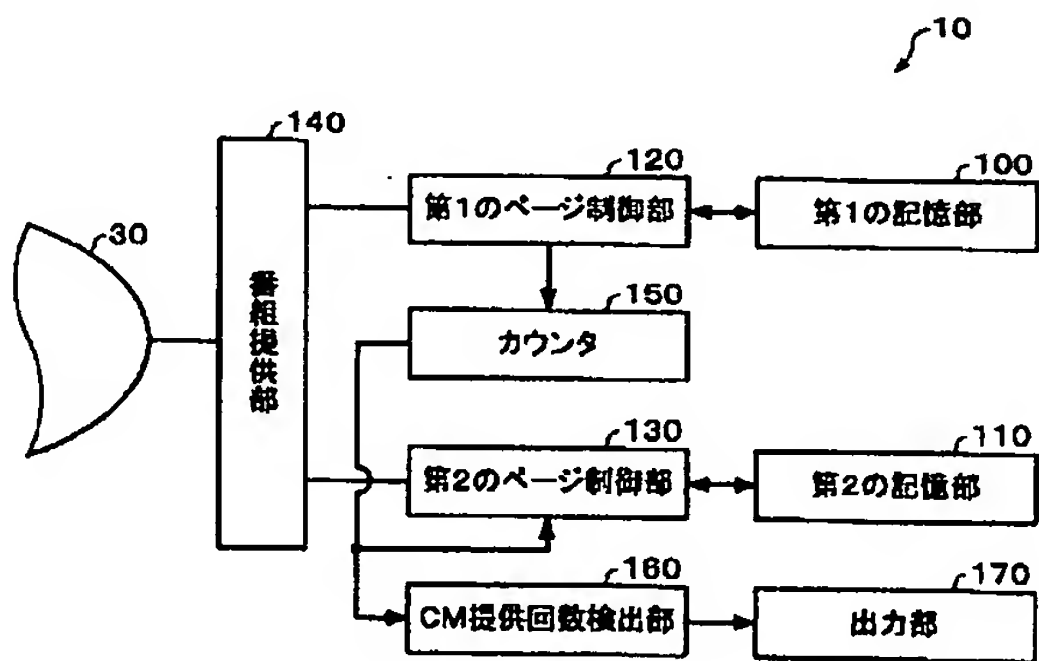 10
140
120
100
第1のページ制御部
第1の記憶部
30
番組提供部
150
カウンタ
130
110
第2のページ制御部
第2の記憶部
160
170
CM提供回数検出部
出力部